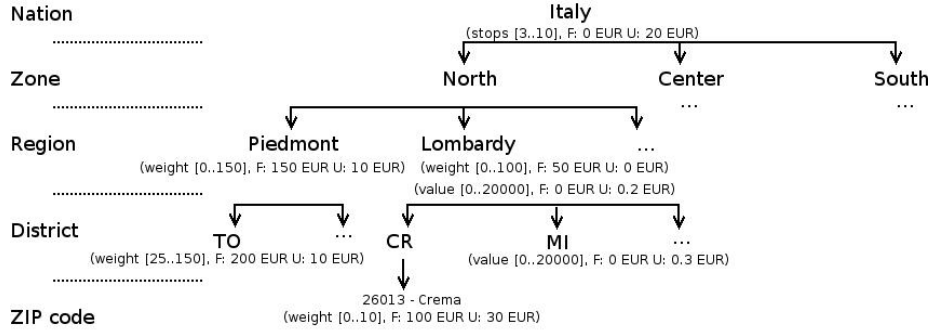 Nation Italy
(stops [3..10], F: 0 EUR U: 20 EUR)
Zone North Center South
... ...
Region Piedmont Lombardy ...
(weight [0..150], F: 150 EUR U: 10 EUR) (weight [0..100], F: 50 EUR U: 0 EUR)
(value [0..20000], F: 0 EUR U: 0.2 EUR)
District TO ... CR MI ...
(weight [25..150], F: 200 EUR U: 10 EUR) (value [0..20000], F: 0 EUR U: 0.3 EUR)
26013 - Crema
ZIP code (weight [0..10], F: 100 EUR U: 30 EUR)